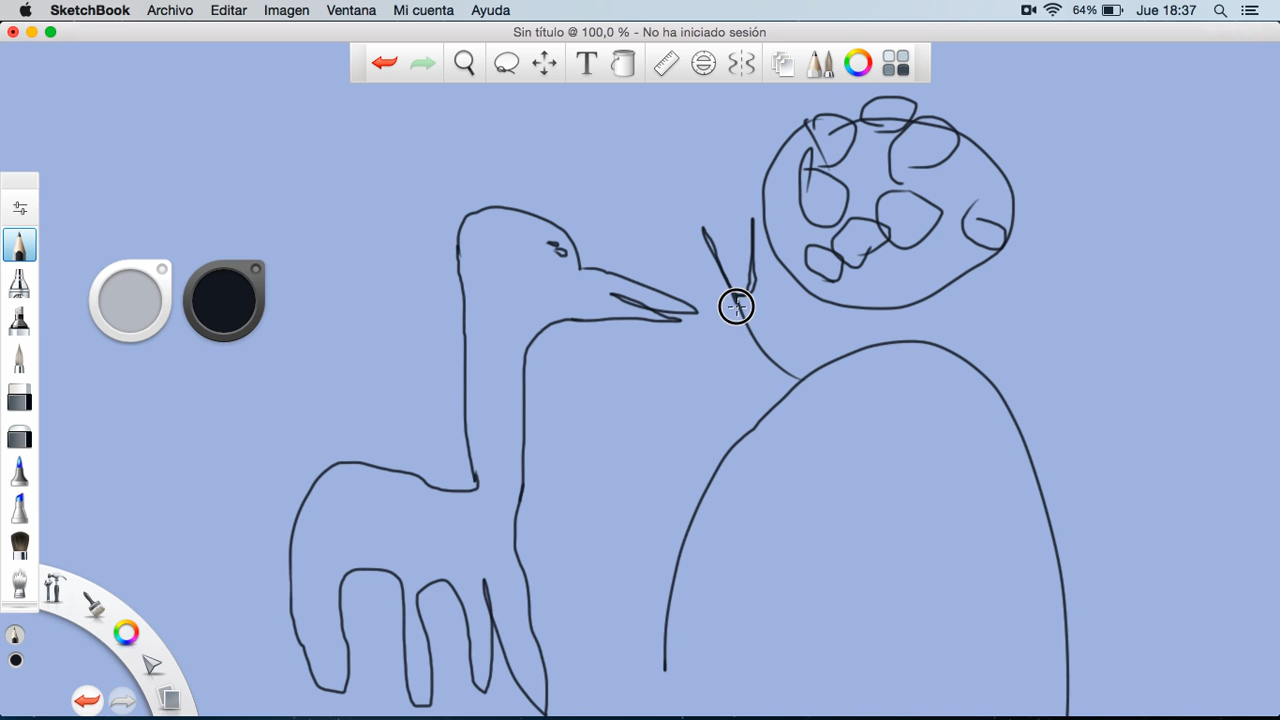 SketchBook Archivo Editar Imagen Ventana Mi cuenta Ayuda 64% Jue 18:37
Sin título @ 100,0 % - No ha iniciado sesión
T